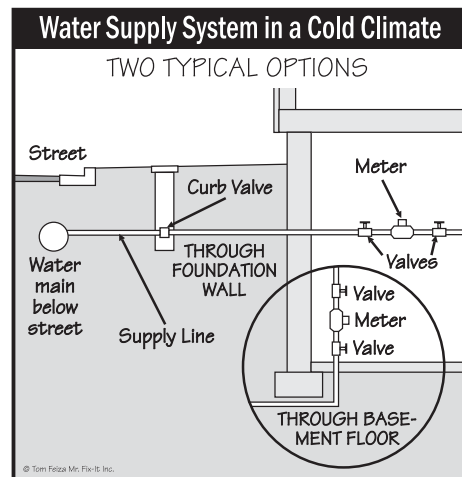 Water Supply System in a Cold Climate
TWO TYPICAL OPTIONS
Street
Meter
Curb Valve
THROUGH
FOUNDATION
WALL
Valves
Water
main
below
street
Supply Line
Valve
Meter
Valve
THROUGH BASE-
MENT FLOOR
© Tom Feiza Mr. Fix-It Inc.